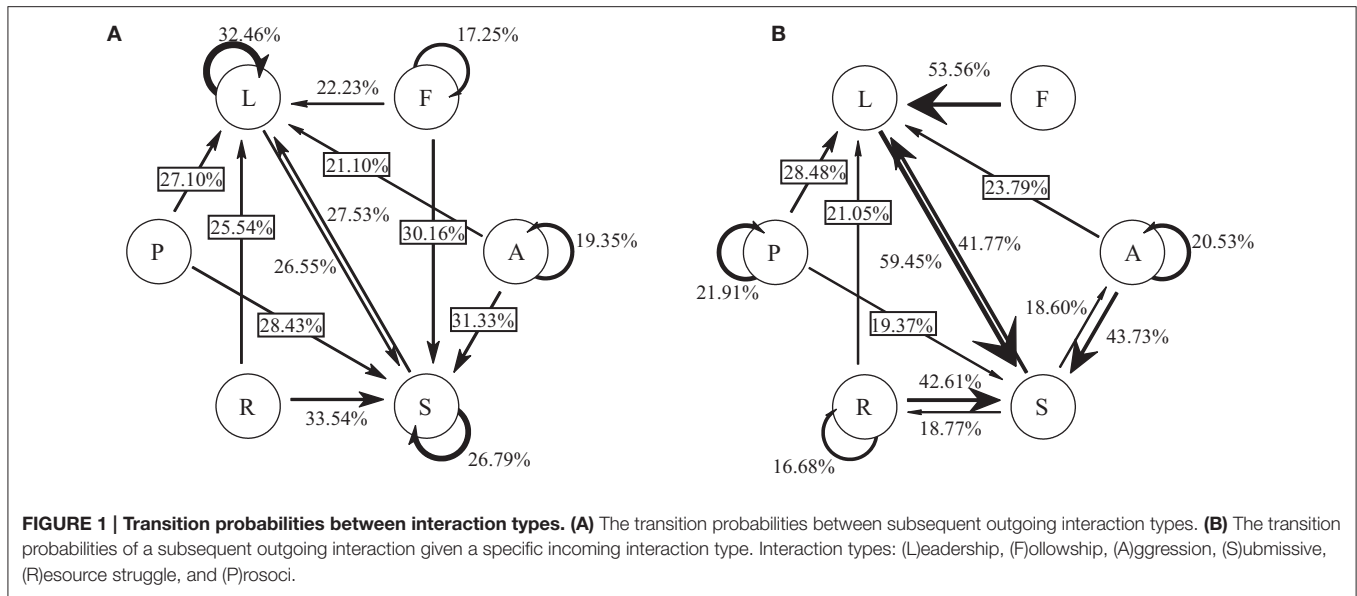 A
B
32.46%
17.25%
L
22.23%
F
27.10%
21.10%
25.54%
27.53%
30.16%
19.35%
P
A
26.55%
28.43%
31.33%
R
33.54%
S
26.79%
53.56%
L
F
28.48%
23.79%
21.05%
41.77%
20.53%
P
A
59.45%
21.91%
18.60%
19.37%
43.73%
42.61%
R
S
18.77%
16.68%
FIGURE 1 | Transition probabilities between interaction types. (A) The transition probabilities between subsequent outgoing interaction types. (B) The transition
probabilities of a subsequent outgoing interaction given a specific incoming interaction type. Interaction types: (L)eadership, (F)ollowship, (A)ggression, (S)ubmissive,
(R)esource struggle, and (P)rosoci.